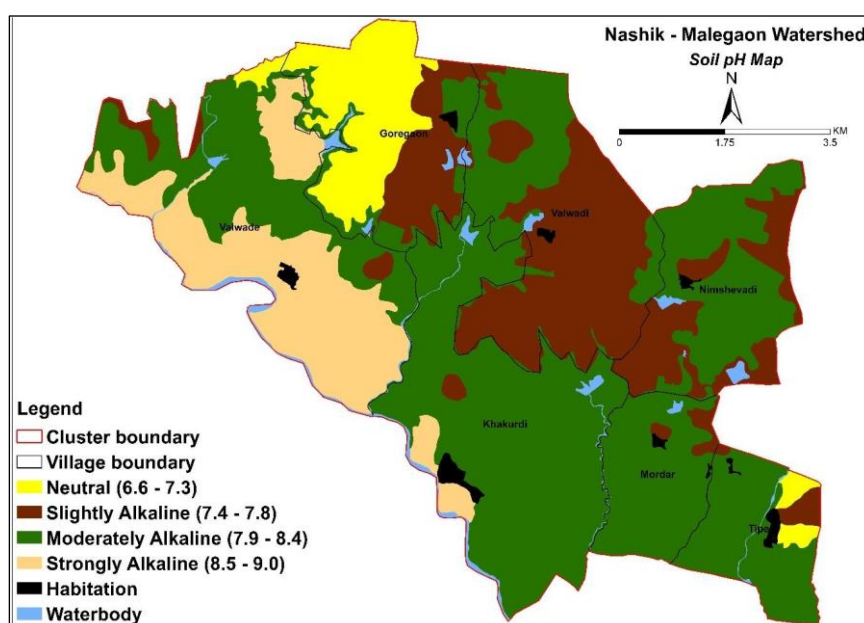 Nashik - Malegaon Watershed
Soil pH Map
N
KM
0 1.75 3.5
Goregaon
Valwade
Valwadi
Nimshevadi
Khakurdi
Mordar
Tipe
Legend
Cluster boundary
Village boundary
Neutral (6.6 - 7.3)
Slightly Alkaline (7.4 - 7.8)
Moderately Alkaline (7.9 - 8.4)
Strongly Alkaline (8.5 - 9.0)
Habitation
Waterbody